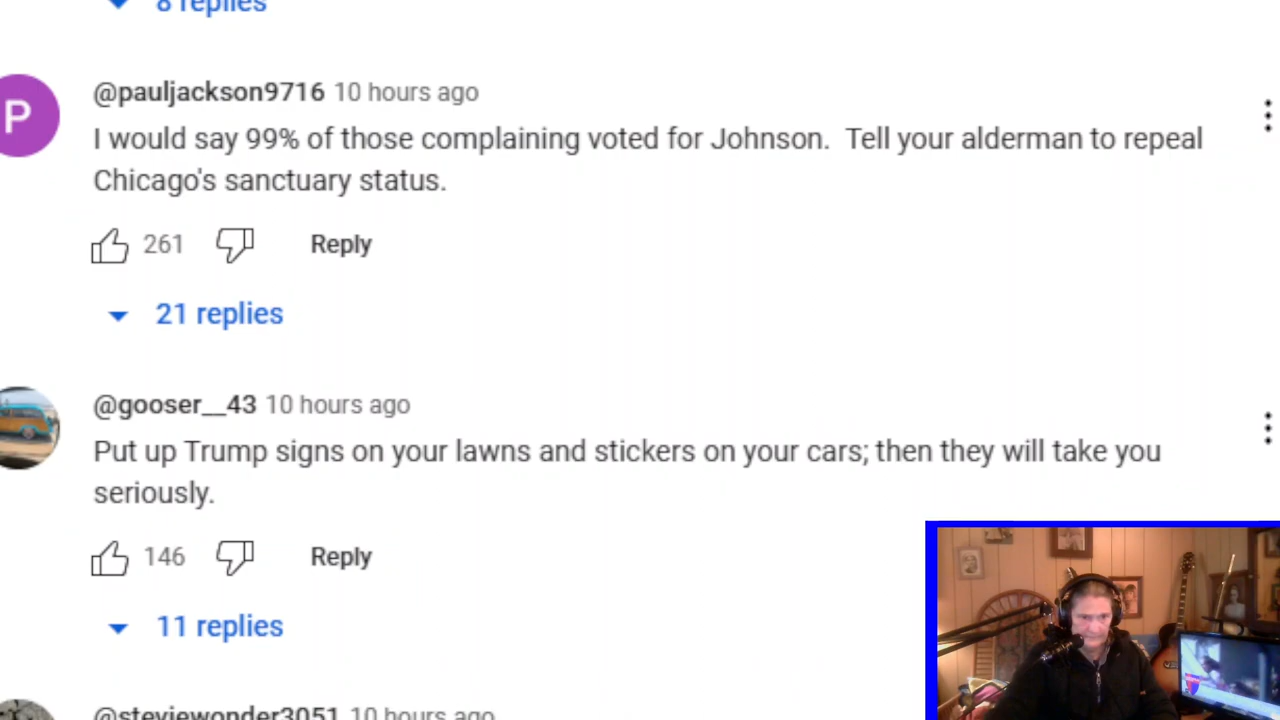 8 replies
P
@pauljackson9716 10 hours ago
I would say 99% of those complaining voted for Johnson.  Tell your alderman to repeal
Chicago's sanctuary status.
261
Reply
21 replies
@gooser__43 10 hours ago
Put up Trump signs on your lawns and stickers on your cars; then they will take you
seriously.
146
Reply
11 replies
@steviewonder3051 10 hours ago